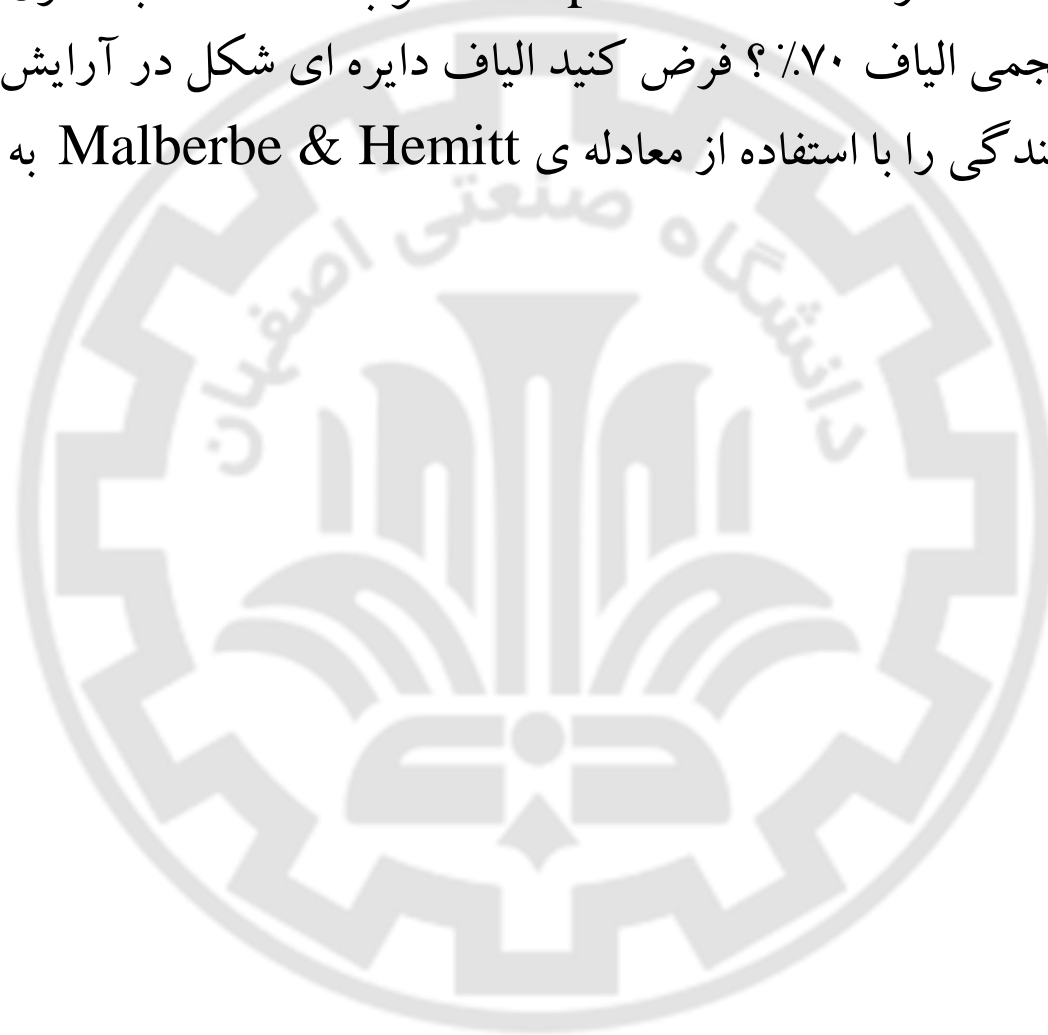 جمی الیاف ۷۰٪ ؟ فرض کنید الیاف دایره ای شکل در آرایش
ندگی را با استفاده از معادله ی Malberbe & Hemitt به
دانشگاه صنعتی اصفهان